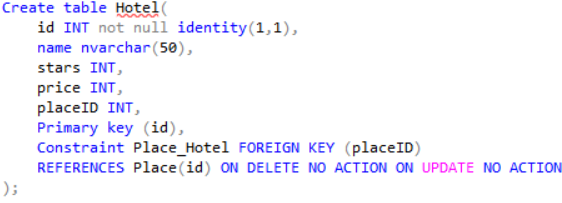 Create table Hotel(
id INT not null identity(1,1),
name nvarchar(50),
stars INT,
price INT,
placeID INT,
Primary key (id),
Constraint Place_Hotel FOREIGN KEY (placeID)
REFERENCES Place(id) ON DELETE NO ACTION ON UPDATE NO ACTION
);